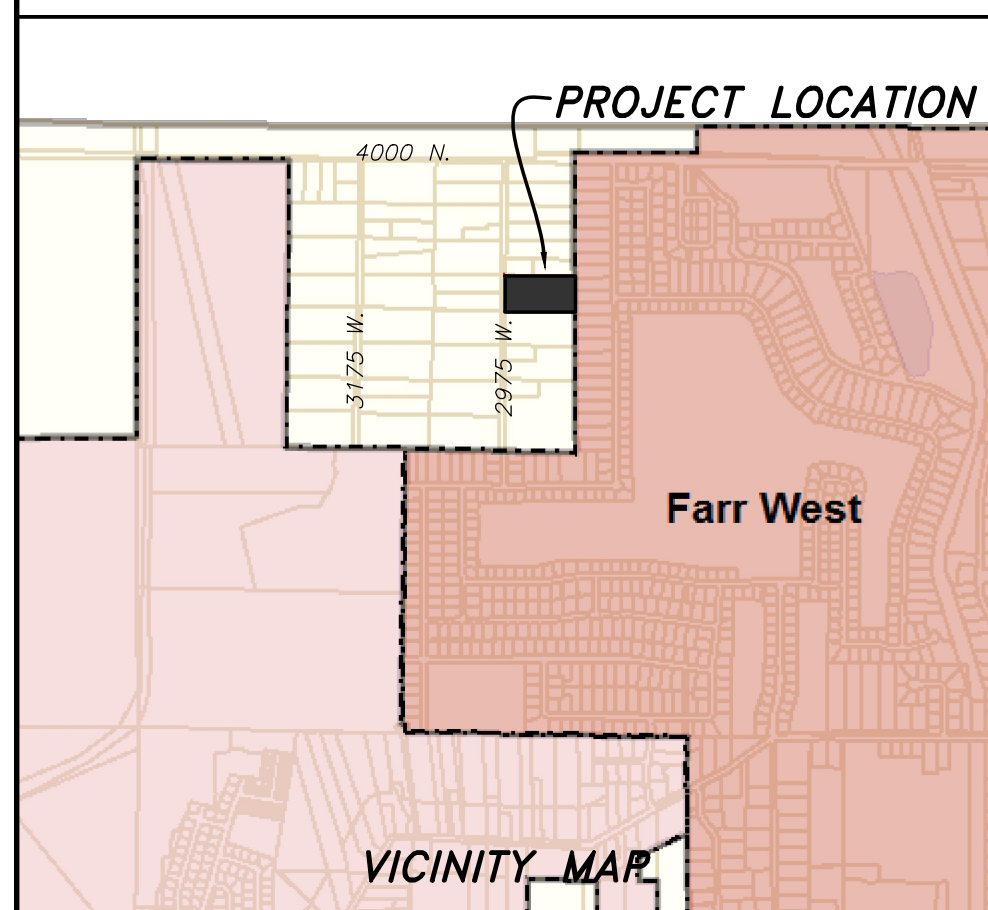 PROJECT LOCATION
4000 N.
3175 W.
2975 W.
Farr West
VICINITY MAP